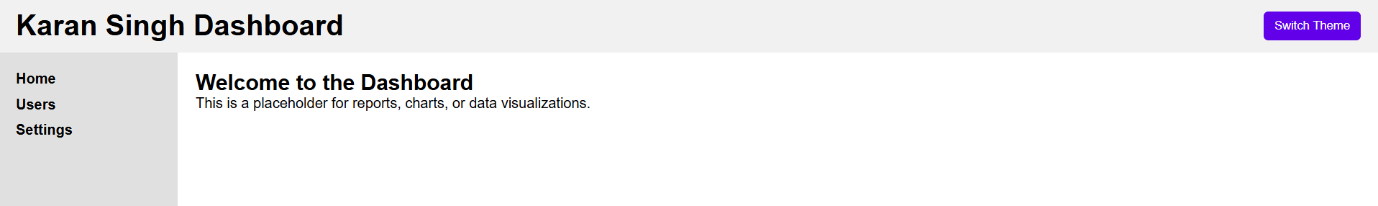 Karan Singh Dashboard
Switch Theme
Home
Users
Settings
Welcome to the Dashboard
This is a placeholder for reports, charts, or data visualizations.